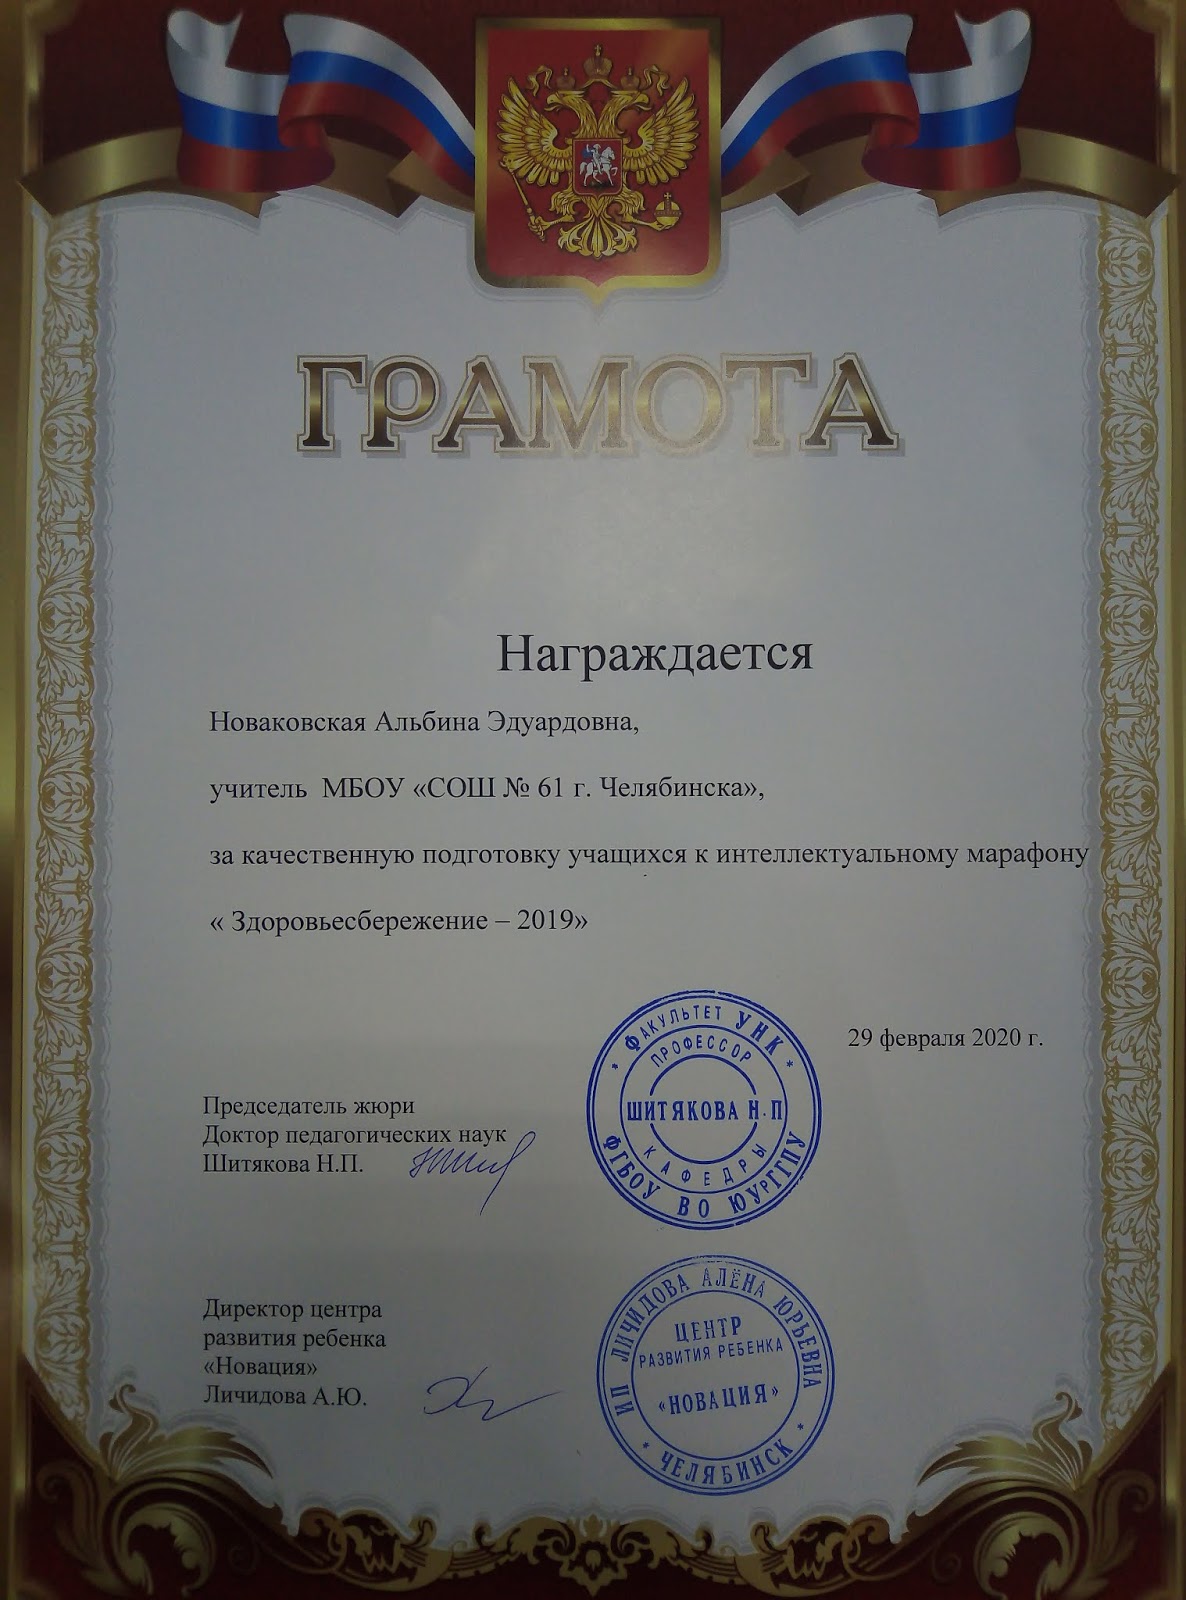 ГРАМОТА
Награждается
Новаковская Альбина Эдуардовна,
учитель МБОУ «СОШ № 61 г. Челябинска»,
за качественную подготовку учащихся к интеллектуальному марафону
« Здоровьесбережение – 2019»
29 февраля 2020 г.
Председатель жюри
Доктор педагогических наук
Шитякова Н.П.
* ФАКУЛЬТЕТ УНК *
ПРОФЕССОР
ШИТЯКОВА Н.П
КАФЕДРЫ
ФГБОУ ВО ЮУРГГПУ
Директор центра
развития ребенка
«Новация»
Личидова А.Ю.
ИП ЛИЧИДОВА АЛЁНА ЮРЬЕВНА
ЦЕНТР
РАЗВИТИЯ РЕБЕНКА
«НОВАЦИЯ»
* ЧЕЛЯБИНСК *